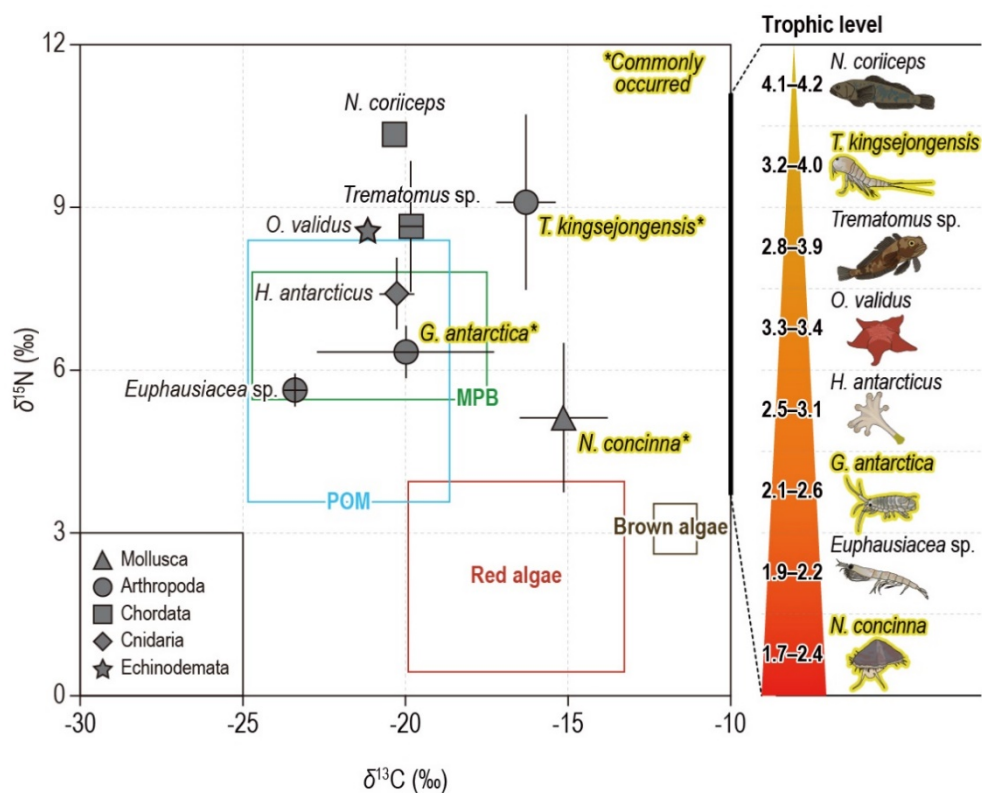 Trophic level
12
9
6
3
0
-30
-25
-20
-15
-10
δ15N (‰)
δ13C (‰)
*Commonly
occurred
N. coriiceps
Trematomus sp.
O. validus
T. kingsejongensis*
H. antarcticus
G. antarctica*
Euphausiacea sp.
MPB
N. concinna*
POM
Brown algae
Red algae
Mollusca
Arthropoda
Chordata
Cnidaria
Echinodemata
N. coriiceps
4.1–4.2
T. kingsejongensis
3.2–4.0
Trematomus sp.
2.8–3.9
O. validus
3.3–3.4
H. antarcticus
2.5–3.1
G. antarctica
2.1–2.6
Euphausiacea sp.
1.9–2.2
N. concinna
1.7–2.4